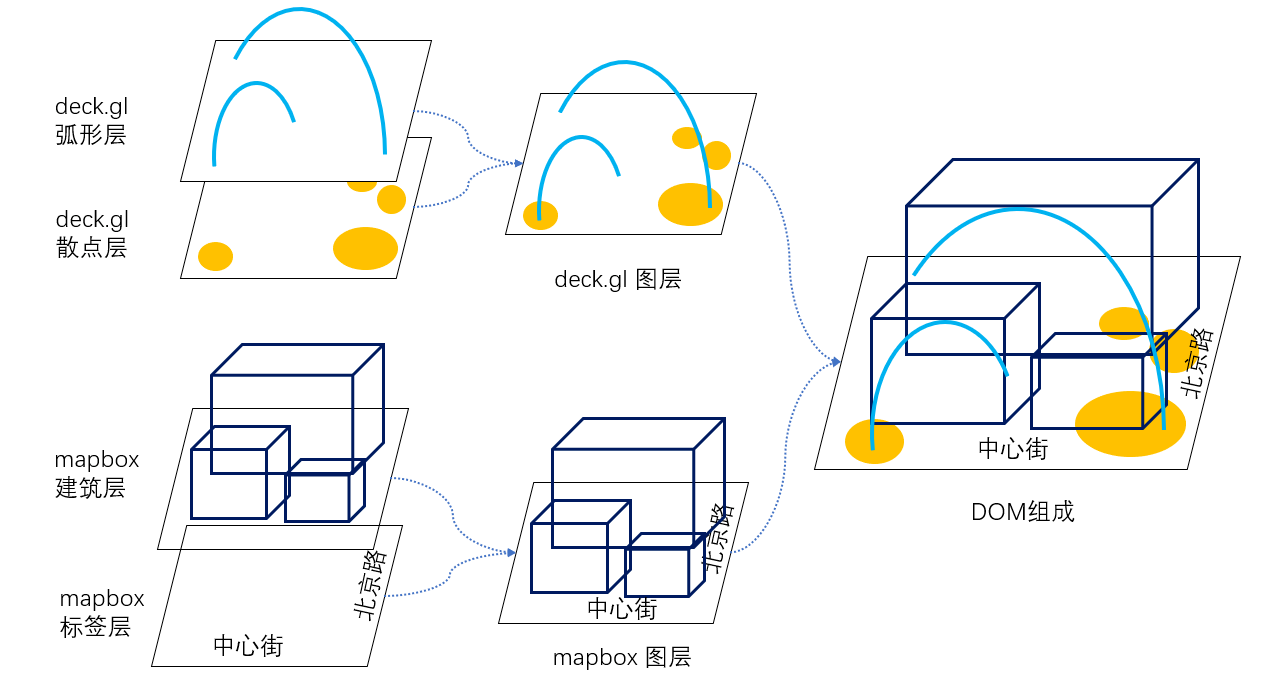 deck.gl
弧形层
deck.gl
散点层
deck.gl 图层
mapbox
建筑层
mapbox
标签层
北京路
中心街
北京路
中心街
mapbox 图层
北京路
中心街
DOM组成